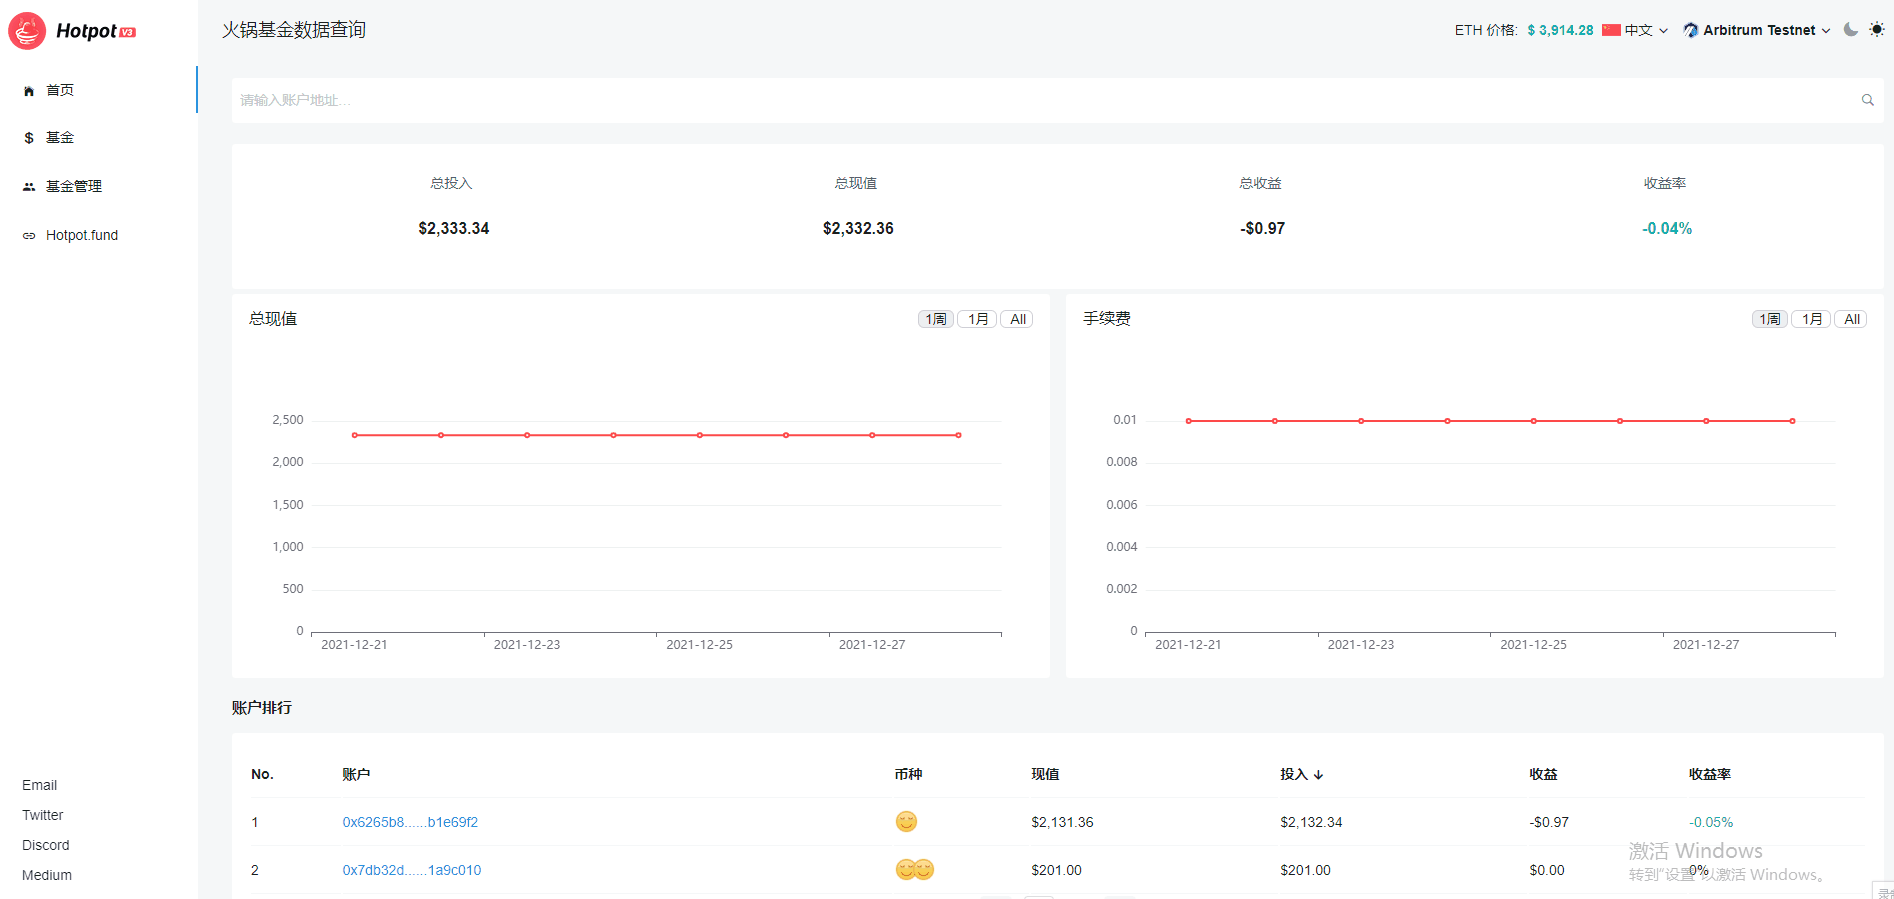 Hotpot V3
火锅基金数据查询
ETH 价格: $ 3,914.28 中文 Arbitrum Testnet
首页
基金
基金管理
Hotpot.fund
请输入账户地址...
总投入 总现值 总收益 收益率
$2,333.34 $2,332.36 -$0.97 -0.04%
总现值 1周 1月 All
2,500
2,000
1,500
1,000
500
0
2021-12-21 2021-12-23 2021-12-25 2021-12-27
手续费 1周 1月 All
0.01
0.008
0.006
0.004
0.002
0
2021-12-21 2021-12-23 2021-12-25 2021-12-27
账户排行
No. 账户 币种 现值 投入 收益 收益率
1 0x6265b8......b1e69f2 $2,131.36 $2,132.34 -$0.97 -0.05%
2 0x7db32d......1a9c010 $201.00 $201.00 $0.00 0%
Email
Twitter
Discord
Medium
激活 Windows
转到"设置"以激活 Windows。